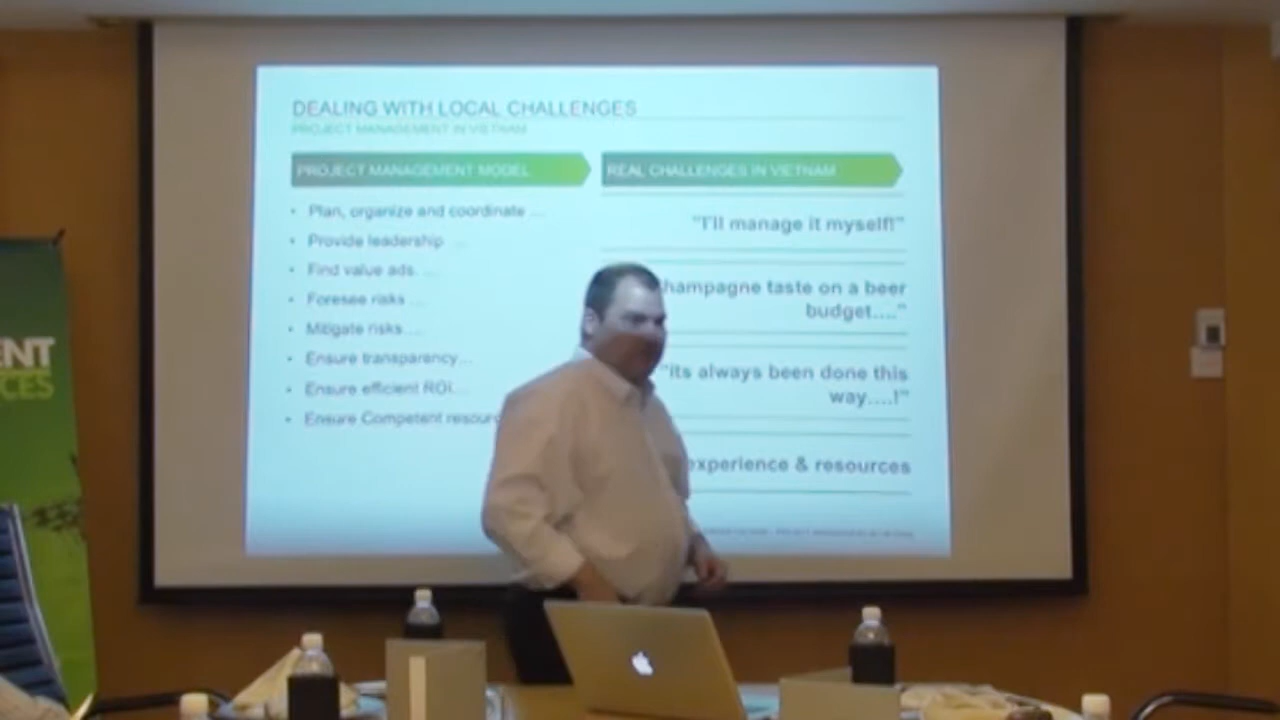 DEALING WITH LOCAL CHALLENGES
PROJECT MANAGEMENT IN VIETNAM
PROJECT MANAGEMENT MODEL
• Plan, organize and coordinate ...
• Provide leadership ...
• Find value ads....
• Foresee risks ...
• Mitigate risks....
• Ensure transparency...
• Ensure efficient ROI...
• Ensure Competent resourc
REAL CHALLENGES IN VIETNAM
"I'll manage it myself!"
hampagne taste on a beer
budget...."
"its always been done this
way....!"
experience & resources
ENT
CES